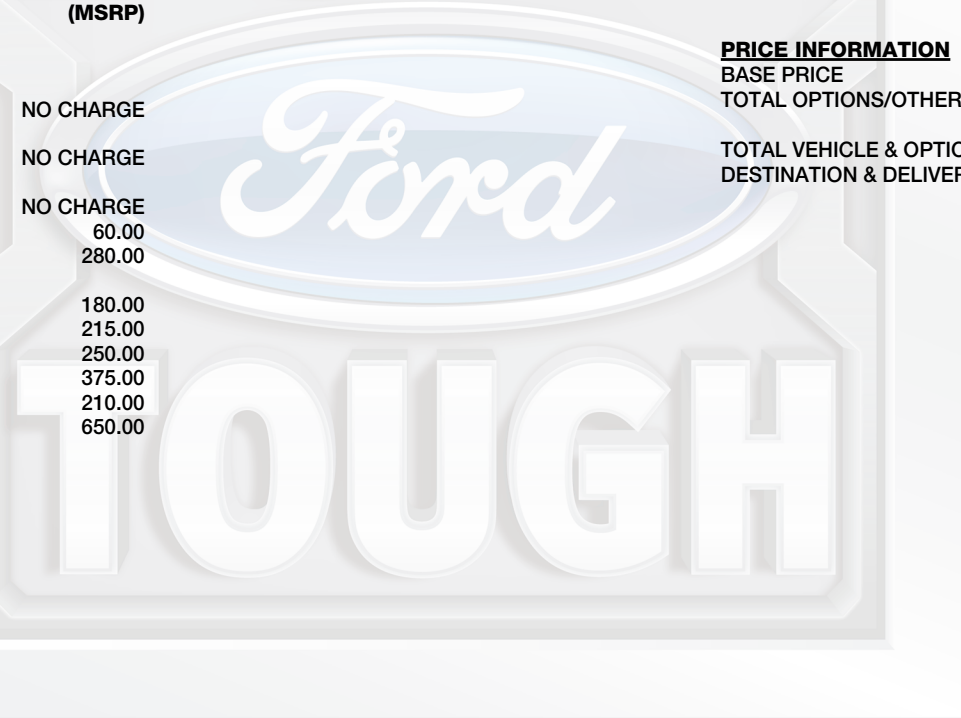 (MSRP)
NO CHARGE
NO CHARGE
NO CHARGE
60.00
280.00
180.00
215.00
250.00
375.00
210.00
650.00
PRICE INFORMATION
BASE PRICE
TOTAL OPTIONS/OTHER
TOTAL VEHICLE & OPTIO
DESTINATION & DELIVER
Ford
TOUGH